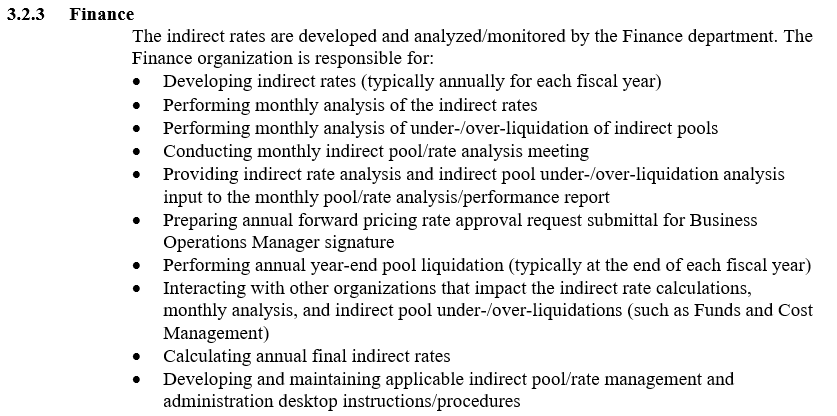 3.2.3 Finance
The indirect rates are developed and analyzed/monitored by the Finance department. The
Finance organization is responsible for:
• Developing indirect rates (typically annually for each fiscal year)
• Performing monthly analysis of the indirect rates
• Performing monthly analysis of under-/over-liquidation of indirect pools
• Conducting monthly indirect pool/rate analysis meeting
• Providing indirect rate analysis and indirect pool under-/over-liquidation analysis
input to the monthly pool/rate analysis/performance report
• Preparing annual forward pricing rate approval request submittal for Business
Operations Manager signature
• Performing annual year-end pool liquidation (typically at the end of each fiscal year)
• Interacting with other organizations that impact the indirect rate calculations,
monthly analysis, and indirect pool under-/over-liquidations (such as Funds and Cost
Management)
• Calculating annual final indirect rates
• Developing and maintaining applicable indirect pool/rate management and
administration desktop instructions/procedures